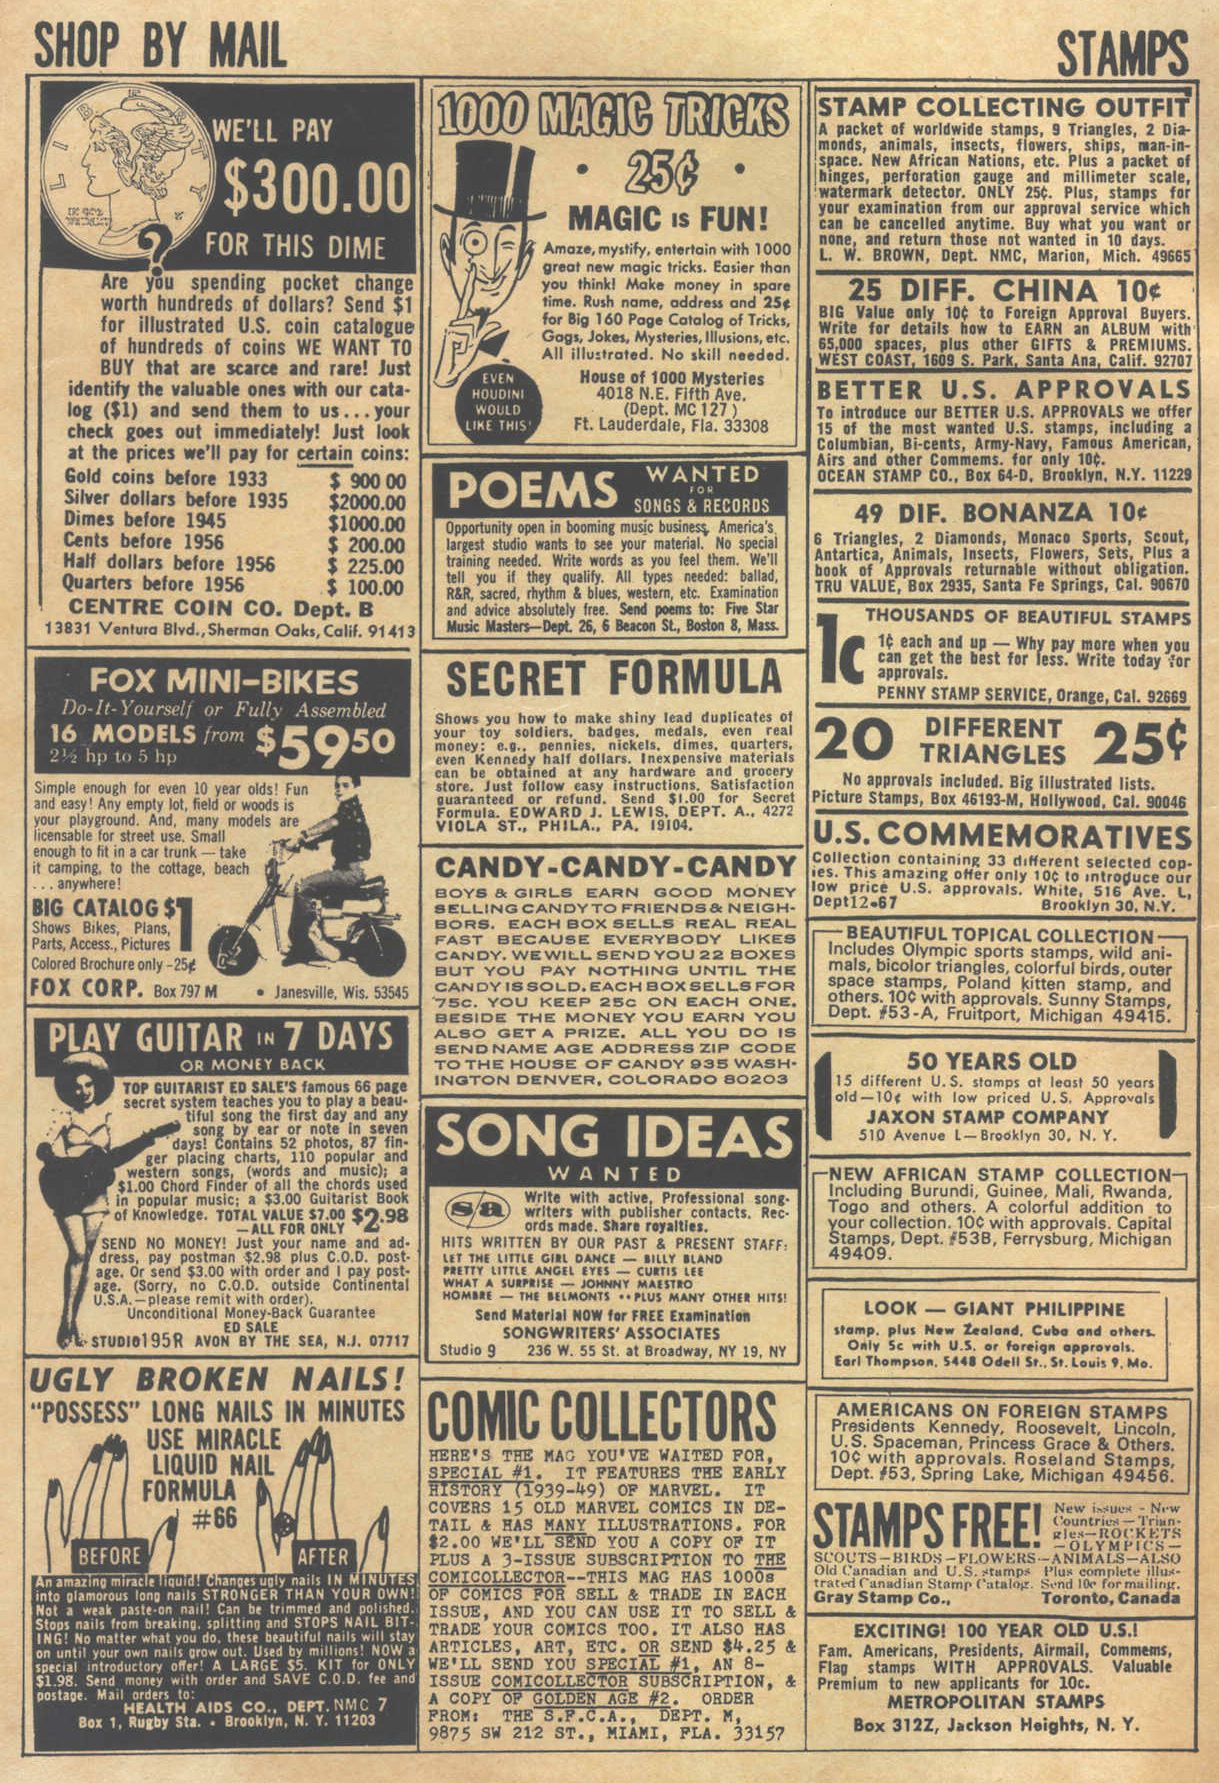 SHOP BY MAIL
STAMPS
LIBERTY
WE'LL PAY
$300.00
FOR THIS DIME
?
Are you spending pocket change
worth hundreds of dollars? Send $1
for illustrated U.S. coin catalogue
of hundreds of coins WE WANT TO
BUY that are scarce and rare! Just
identify the valuable ones with our cata-
log ($1) and send them to us...your
check goes out immediately! Just look
at the prices we'll pay for certain coins:
Gold coins before 1933 $ 900 00
Silver dollars before 1935 $2000.00
Dimes before 1945 $1000.00
Cents before 1956 $ 200.00
Half dollars before 1956 $ 225.00
Quarters before 1956 $ 100.00
CENTRE COIN CO. Dept. B
13831 Ventura Blvd., Sherman Oaks, Calif. 91413
FOX MINI-BIKES
Do-It-Yourself or Fully Assembled
16 MODELS from $5950
2½ hp to 5 hp
Simple enough for even 10 year olds! Fun
and easy! Any empty lot, field or woods is
your playground. And, many models are
licensable for street use. Small
enough to fit in a car trunk — take
it camping, to the cottage, beach
... anywhere!
BIG CATALOG $1
Shows Bikes, Plans,
Parts, Access., Pictures
Colored Brochure only -25¢
FOX CORP. Box 797 M • Janesville, Wis. 53545
PLAY GUITAR IN 7 DAYS
OR MONEY BACK
TOP GUITARIST ED SALE'S famous 66 page
secret system teaches you to play a beau-
tiful song the first day and any
song by ear or note in seven
days! Contains 52 photos, 87 fin-
ger placing charts, 110 popular and
western songs, (words and music); a
$1.00 Chord Finder of all the chords used
in popular music; a $3.00 Guitarist Book
of Knowledge. TOTAL VALUE $7.00 $2.98
—ALL FOR ONLY
SEND NO MONEY! Just your name and ad-
dress, pay postman $2.98 plus C.O.D. post-
age. Or send $3.00 with order and I pay post-
age. (Sorry, no C.O.D. outside Continental
U.S.A.—please remit with order).
Unconditional Money-Back Guarantee
ED SALE
STUDIO195R AVON BY THE SEA, N.J. 07717
UGLY BROKEN NAILS!
"POSSESS" LONG NAILS IN MINUTES
USE MIRACLE
LIQUID NAIL
FORMULA
#66
BEFORE
AFTER
An amazing miracle liquid! Changes ugly nails IN MINUTES
into glamorous long nails STRONGER THAN YOUR OWN!
Not a weak paste-on nail! Can be trimmed and polished.
Stops nails from breaking, splitting and STOPS NAIL BIT-
ING! No matter what you do, these beautiful nails will stay
on until your own nails grow out. Used by millions! NOW a
special introductory offer! A LARGE $5. KIT for ONLY
$1.98. Send money with order and SAVE C.O.D. fee and
postage. Mail orders to:
HEALTH AIDS CO., DEPT. NMC 7
Box 1, Rugby Sta. • Brooklyn, N. Y. 11203
1000 MAGIC TRICKS
• 25¢ •
MAGIC IS FUN!
Amaze, mystify, entertain with 1000
great new magic tricks. Easier than
you think! Make money in spare
time. Rush name, address and 25¢
for Big 160 Page Catalog of Tricks,
Gags, Jokes, Mysteries, Illusions, etc.
All illustrated. No skill needed.
House of 1000 Mysteries
4018 N.E. Fifth Ave.
(Dept. MC 127)
Ft. Lauderdale, Fla. 33308
EVEN
HOUDINI
WOULD
LIKE THIS!
POEMS WANTED
FOR
SONGS & RECORDS
Opportunity open in booming music business, America's
largest studio wants to see your material. No special
training needed. Write words as you feel them. We'll
tell you if they qualify. All types needed: ballad,
R&R, sacred, rhythm & blues, western, etc. Examination
and advice absolutely free. Send poems to: Five Star
Music Masters—Dept. 26, 6 Beacon St., Boston 8, Mass.
SECRET FORMULA
Shows you how to make shiny lead duplicates of
your toy soldiers, badges, medals, even real
money: e.g., pennies, nickels, dimes, quarters,
even Kennedy half dollars. Inexpensive materials
can be obtained at any hardware and grocery
store. Just follow easy instructions. Satisfaction
guaranteed or refund. Send $1.00 for Secret
Formula. EDWARD J. LEWIS, DEPT. A., 4272
VIOLA ST., PHILA., PA. 19104.
CANDY-CANDY-CANDY
BOYS & GIRLS EARN GOOD MONEY
SELLING CANDY TO FRIENDS & NEIGH-
BORS. EACH BOX SELLS REAL REAL
FAST BECAUSE EVERYBODY LIKES
CANDY. WE WILL SEND YOU 22 BOXES
BUT YOU PAY NOTHING UNTIL THE
CANDY IS SOLD. EACH BOX SELLS FOR
75c. YOU KEEP 25c ON EACH ONE.
BESIDE THE MONEY YOU EARN YOU
ALSO GET A PRIZE. ALL YOU DO IS
SEND NAME AGE ADDRESS ZIP CODE
TO THE HOUSE OF CANDY 935 WASH-
INGTON DENVER, COLORADO 80203
SONG IDEAS
WANTED
s/a
Write with active, Professional song-
writers with publisher contacts. Rec-
ords made. Share royalties.
HITS WRITTEN BY OUR PAST & PRESENT STAFF:
LET THE LITTLE GIRL DANCE — BILLY BLAND
PRETTY LITTLE ANGEL EYES — CURTIS LEE
WHAT A SURPRISE — JOHNNY MAESTRO
HOMBRE — THE BELMONTS •• PLUS MANY OTHER HITS!
Send Material NOW for FREE Examination
SONGWRITERS' ASSOCIATES
Studio 9 236 W. 55 St. at Broadway, NY 19, NY
COMIC COLLECTORS
HERE'S THE MAG YOU'VE WAITED FOR,
SPECIAL #1. IT FEATURES THE EARLY
HISTORY (1939-49) OF MARVEL. IT
COVERS 15 OLD MARVEL COMICS IN DE-
TAIL & HAS MANY ILLUSTRATIONS. FOR
$2.00 WE'LL SEND YOU A COPY OF IT
PLUS A 3-ISSUE SUBSCRIPTION TO THE
COMICOLLECTOR--THIS MAG HAS 1000s
OF COMICS FOR SELL & TRADE IN EACH
ISSUE, AND YOU CAN USE IT TO SELL &
TRADE YOUR COMICS TOO. IT ALSO HAS
ARTICLES, ART, ETC. OR SEND $4.25 &
WE'LL SEND YOU SPECIAL #1, AN 8-
ISSUE COMICOLLECTOR SUBSCRIPTION, &
A COPY OF GOLDEN AGE #2. ORDER
FROM: THE S.F.C.A., DEPT. M,
9875 SW 212 ST., MIAMI, FLA. 33157
STAMP COLLECTING OUTFIT
A packet of worldwide stamps, 9 Triangles, 2 Dia-
monds, animals, insects, flowers, ships, man-in-
space. New African Nations, etc. Plus a packet of
hinges, perforation gauge and millimeter scale,
watermark detector. ONLY 25¢. Plus, stamps for
your examination from our approval service which
can be cancelled anytime. Buy what you want or
none, and return those not wanted in 10 days.
L. W. BROWN, Dept. NMC, Marion, Mich. 49665
25 DIFF. CHINA 10¢
BIG Value only 10¢ to Foreign Approval Buyers.
Write for details how to EARN an ALBUM with
65,000 spaces, plus other GIFTS & PREMIUMS.
WEST COAST, 1609 S. Park, Santa Ana, Calif. 92707
BETTER U.S. APPROVALS
To introduce our BETTER U.S. APPROVALS we offer
15 of the most wanted U.S. stamps, including a
Columbian, Bi-cents, Army-Navy, Famous American,
Airs and other Commems. for only 10¢.
OCEAN STAMP CO., Box 64-D, Brooklyn, N.Y. 11229
49 DIF. BONANZA 10¢
6 Triangles, 2 Diamonds, Monaco Sports, Scout,
Antartica, Animals, Insects, Flowers, Sets, Plus a
book of Approvals returnable without obligation.
TRU VALUE, Box 2935, Santa Fe Springs, Cal. 90670
THOUSANDS OF BEAUTIFUL STAMPS
1c
1¢ each and up — Why pay more when you
can get the best for less. Write today for
approvals.
PENNY STAMP SERVICE, Orange, Cal. 92669
20 DIFFERENT TRIANGLES 25¢
No approvals included. Big illustrated lists.
Picture Stamps, Box 46193-M, Hollywood, Cal. 90046
U.S. COMMEMORATIVES
Collection containing 33 different selected cop-
ies. This amazing offer only 10¢ to introduce our
low price U.S. approvals. White, 516 Ave. L,
Dept12-67 Brooklyn 30, N.Y.
BEAUTIFUL TOPICAL COLLECTION
Includes Olympic sports stamps, wild ani-
mals, bicolor triangles, colorful birds, outer
space stamps, Poland kitten stamp, and
others. 10¢ with approvals. Sunny Stamps,
Dept. #53-A, Fruitport, Michigan 49415.
50 YEARS OLD
15 different U.S. stamps at least 50 years
old—10¢ with low priced U.S. Approvals
JAXON STAMP COMPANY
510 Avenue L—Brooklyn 30, N. Y.
NEW AFRICAN STAMP COLLECTION
Including Burundi, Guinee, Mali, Rwanda,
Togo and others. A colorful addition to
your collection. 10¢ with approvals. Capital
Stamps, Dept. #53B, Ferrysburg, Michigan
49409.
LOOK — GIANT PHILIPPINE
stamp, plus New Zealand, Cuba and others.
Only 5c with U.S. or foreign approvals.
Earl Thompson, 5448 Odell St., St. Louis 9, Mo.
AMERICANS ON FOREIGN STAMPS
Presidents Kennedy, Roosevelt, Lincoln,
U.S. Spaceman, Princess Grace & Others.
10¢ with approvals. Roseland Stamps,
Dept. #53, Spring Lake, Michigan 49456.
STAMPS FREE!
New issues - New
Countries—Trian-
gles—ROCKETS
—OLYMPICS—
SCOUTS—BIRDS—FLOWERS—ANIMALS—ALSO
Old Canadian and U.S. stamps Plus complete illus-
trated Canadian Stamp Catalog. Send 10c for mailing.
Gray Stamp Co., Toronto, Canada
EXCITING! 100 YEAR OLD U.S.!
Fam. Americans, Presidents, Airmail, Commems,
Flag stamps WITH APPROVALS. Valuable
Premium to new applicants for 10c.
METROPOLITAN STAMPS
Box 312Z, Jackson Heights, N. Y.